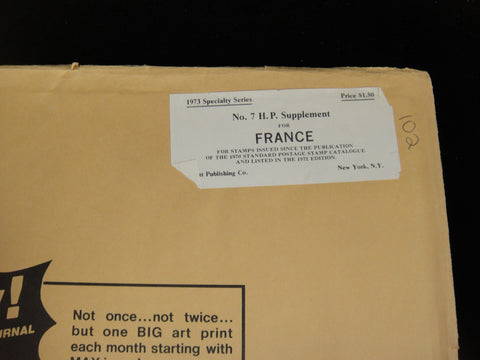 1973 Specialty Series Price $1.50
No. 7 H.P. Supplement
FOR
FRANCE
FOR STAMPS ISSUED SINCE THE PUBLICATION
OF THE 1970 STANDARD POSTAGE STAMP CATALOGUE
AND LISTED IN THE 1972 EDITION.
tt Publishing Co. New York, N.Y.
102
!
URNAL
Not once...not twice...
but one BIG art print
each month starting with